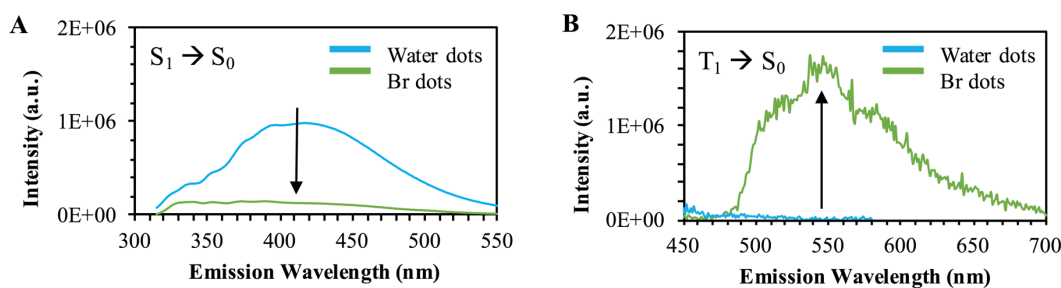 A
2E+06
S1 → S0
Water dots
Br dots
Intensity (a.u.)
1E+06
0E+00
300 350 400 450 500 550
Emission Wavelength (nm)
B
2E+06
T1 → S0
Water dots
Br dots
Intensity (a.u.)
1E+06
0E+00
450 500 550 600 650 700
Emission Wavelength (nm)